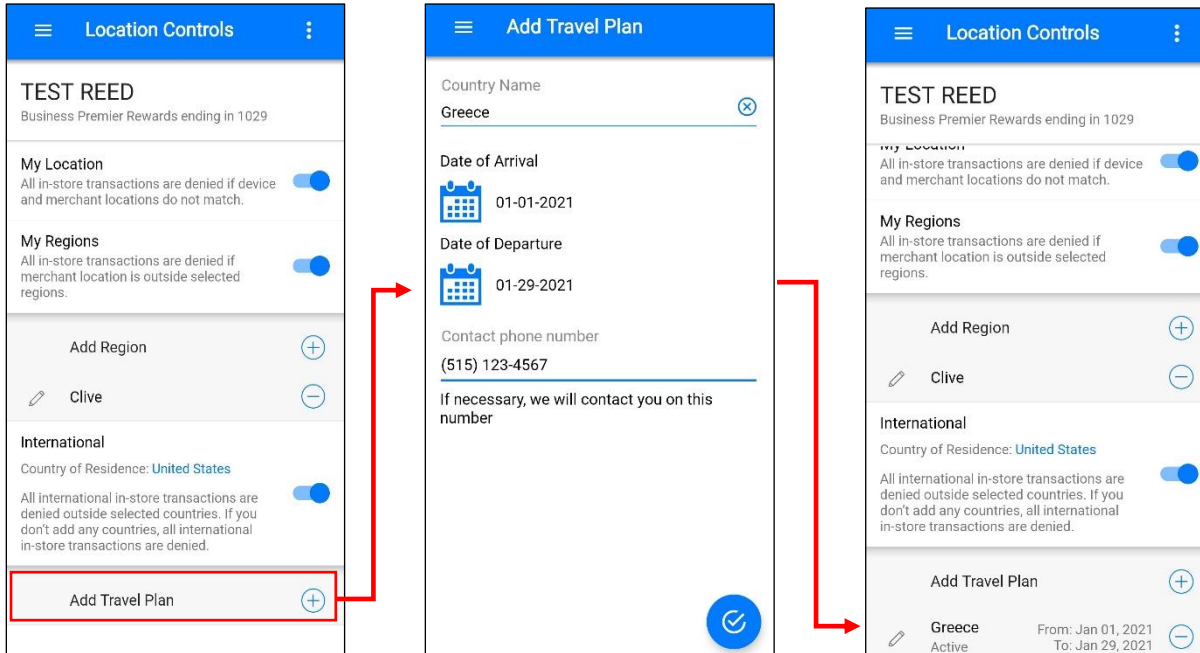 Location Controls
TEST REED
Business Premier Rewards ending in 1029
My Location
All in-store transactions are denied if device
and merchant locations do not match.
My Regions
All in-store transactions are denied if
merchant location is outside selected
regions.
Add Region
Clive
International
Country of Residence: United States
All international in-store transactions are
denied outside selected countries. If you
don't add any countries, all international
in-store transactions are denied.
Add Travel Plan
Add Travel Plan
Country Name
Greece
Date of Arrival
01-01-2021
Date of Departure
01-29-2021
Contact phone number
(515) 123-4567
If necessary, we will contact you on this
number
Location Controls
TEST REED
Business Premier Rewards ending in 1029
My Location
All in-store transactions are denied if device
and merchant locations do not match.
My Regions
All in-store transactions are denied if
merchant location is outside selected
regions.
Add Region
Clive
International
Country of Residence: United States
All international in-store transactions are
denied outside selected countries. If you
don't add any countries, all international
in-store transactions are denied.
Add Travel Plan
Greece From: Jan 01, 2021
Active To: Jan 29, 2021